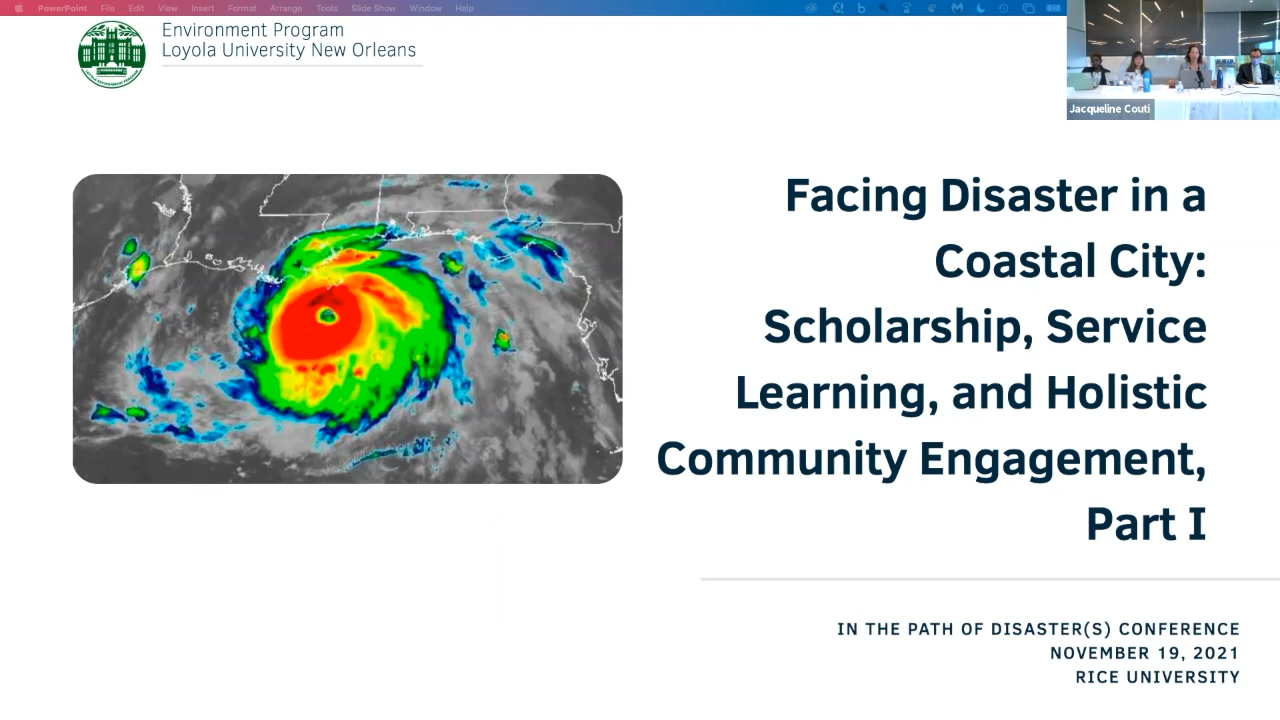 PowerPoint File Edit View Insert Format Arrange Tools Slide Show Window Help
Environment Program
Loyola University New Orleans
Jacqueline Couti
Facing Disaster in a
Coastal City:
Scholarship, Service
Learning, and Holistic
Community Engagement,
Part I
IN THE PATH OF DISASTER(S) CONFERENCE
NOVEMBER 19, 2021
RICE UNIVERSITY